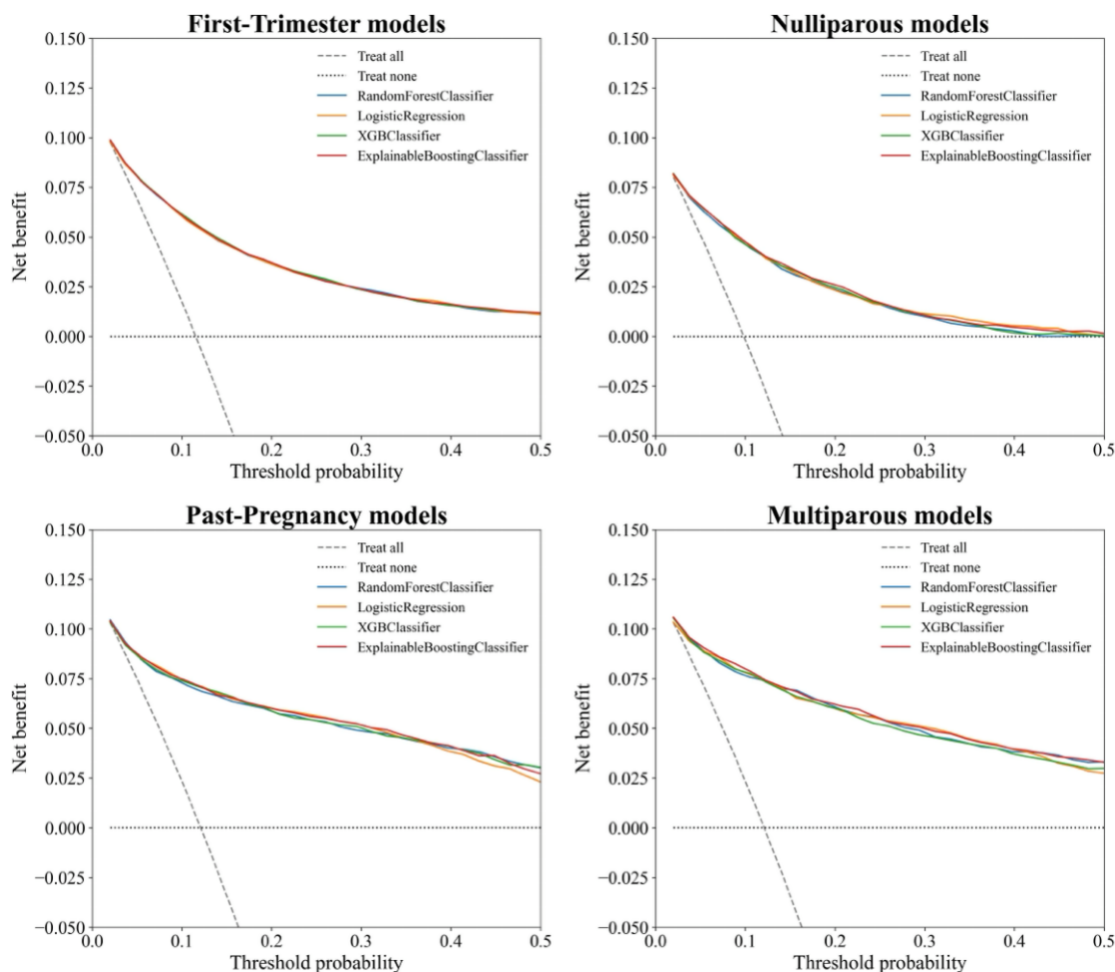 First-Trimester models
0.150
0.125
0.100
0.075
0.050
0.025
0.000
−0.025
−0.050
Net benefit
Treat all
Treat none
RandomForestClassifier
LogisticRegression
XGBClassifier
ExplainableBoostingClassifier
0.0 0.1 0.2 0.3 0.4 0.5
Threshold probability
Nulliparous models
0.150
0.125
0.100
0.075
0.050
0.025
0.000
−0.025
−0.050
Net benefit
Treat all
Treat none
RandomForestClassifier
LogisticRegression
XGBClassifier
ExplainableBoostingClassifier
0.0 0.1 0.2 0.3 0.4 0.5
Threshold probability
Past-Pregnancy models
0.150
0.125
0.100
0.075
0.050
0.025
0.000
−0.025
−0.050
Net benefit
Treat all
Treat none
RandomForestClassifier
LogisticRegression
XGBClassifier
ExplainableBoostingClassifier
0.0 0.1 0.2 0.3 0.4 0.5
Threshold probability
Multiparous models
0.150
0.125
0.100
0.075
0.050
0.025
0.000
−0.025
−0.050
Net benefit
Treat all
Treat none
RandomForestClassifier
LogisticRegression
XGBClassifier
ExplainableBoostingClassifier
0.0 0.1 0.2 0.3 0.4 0.5
Threshold probability